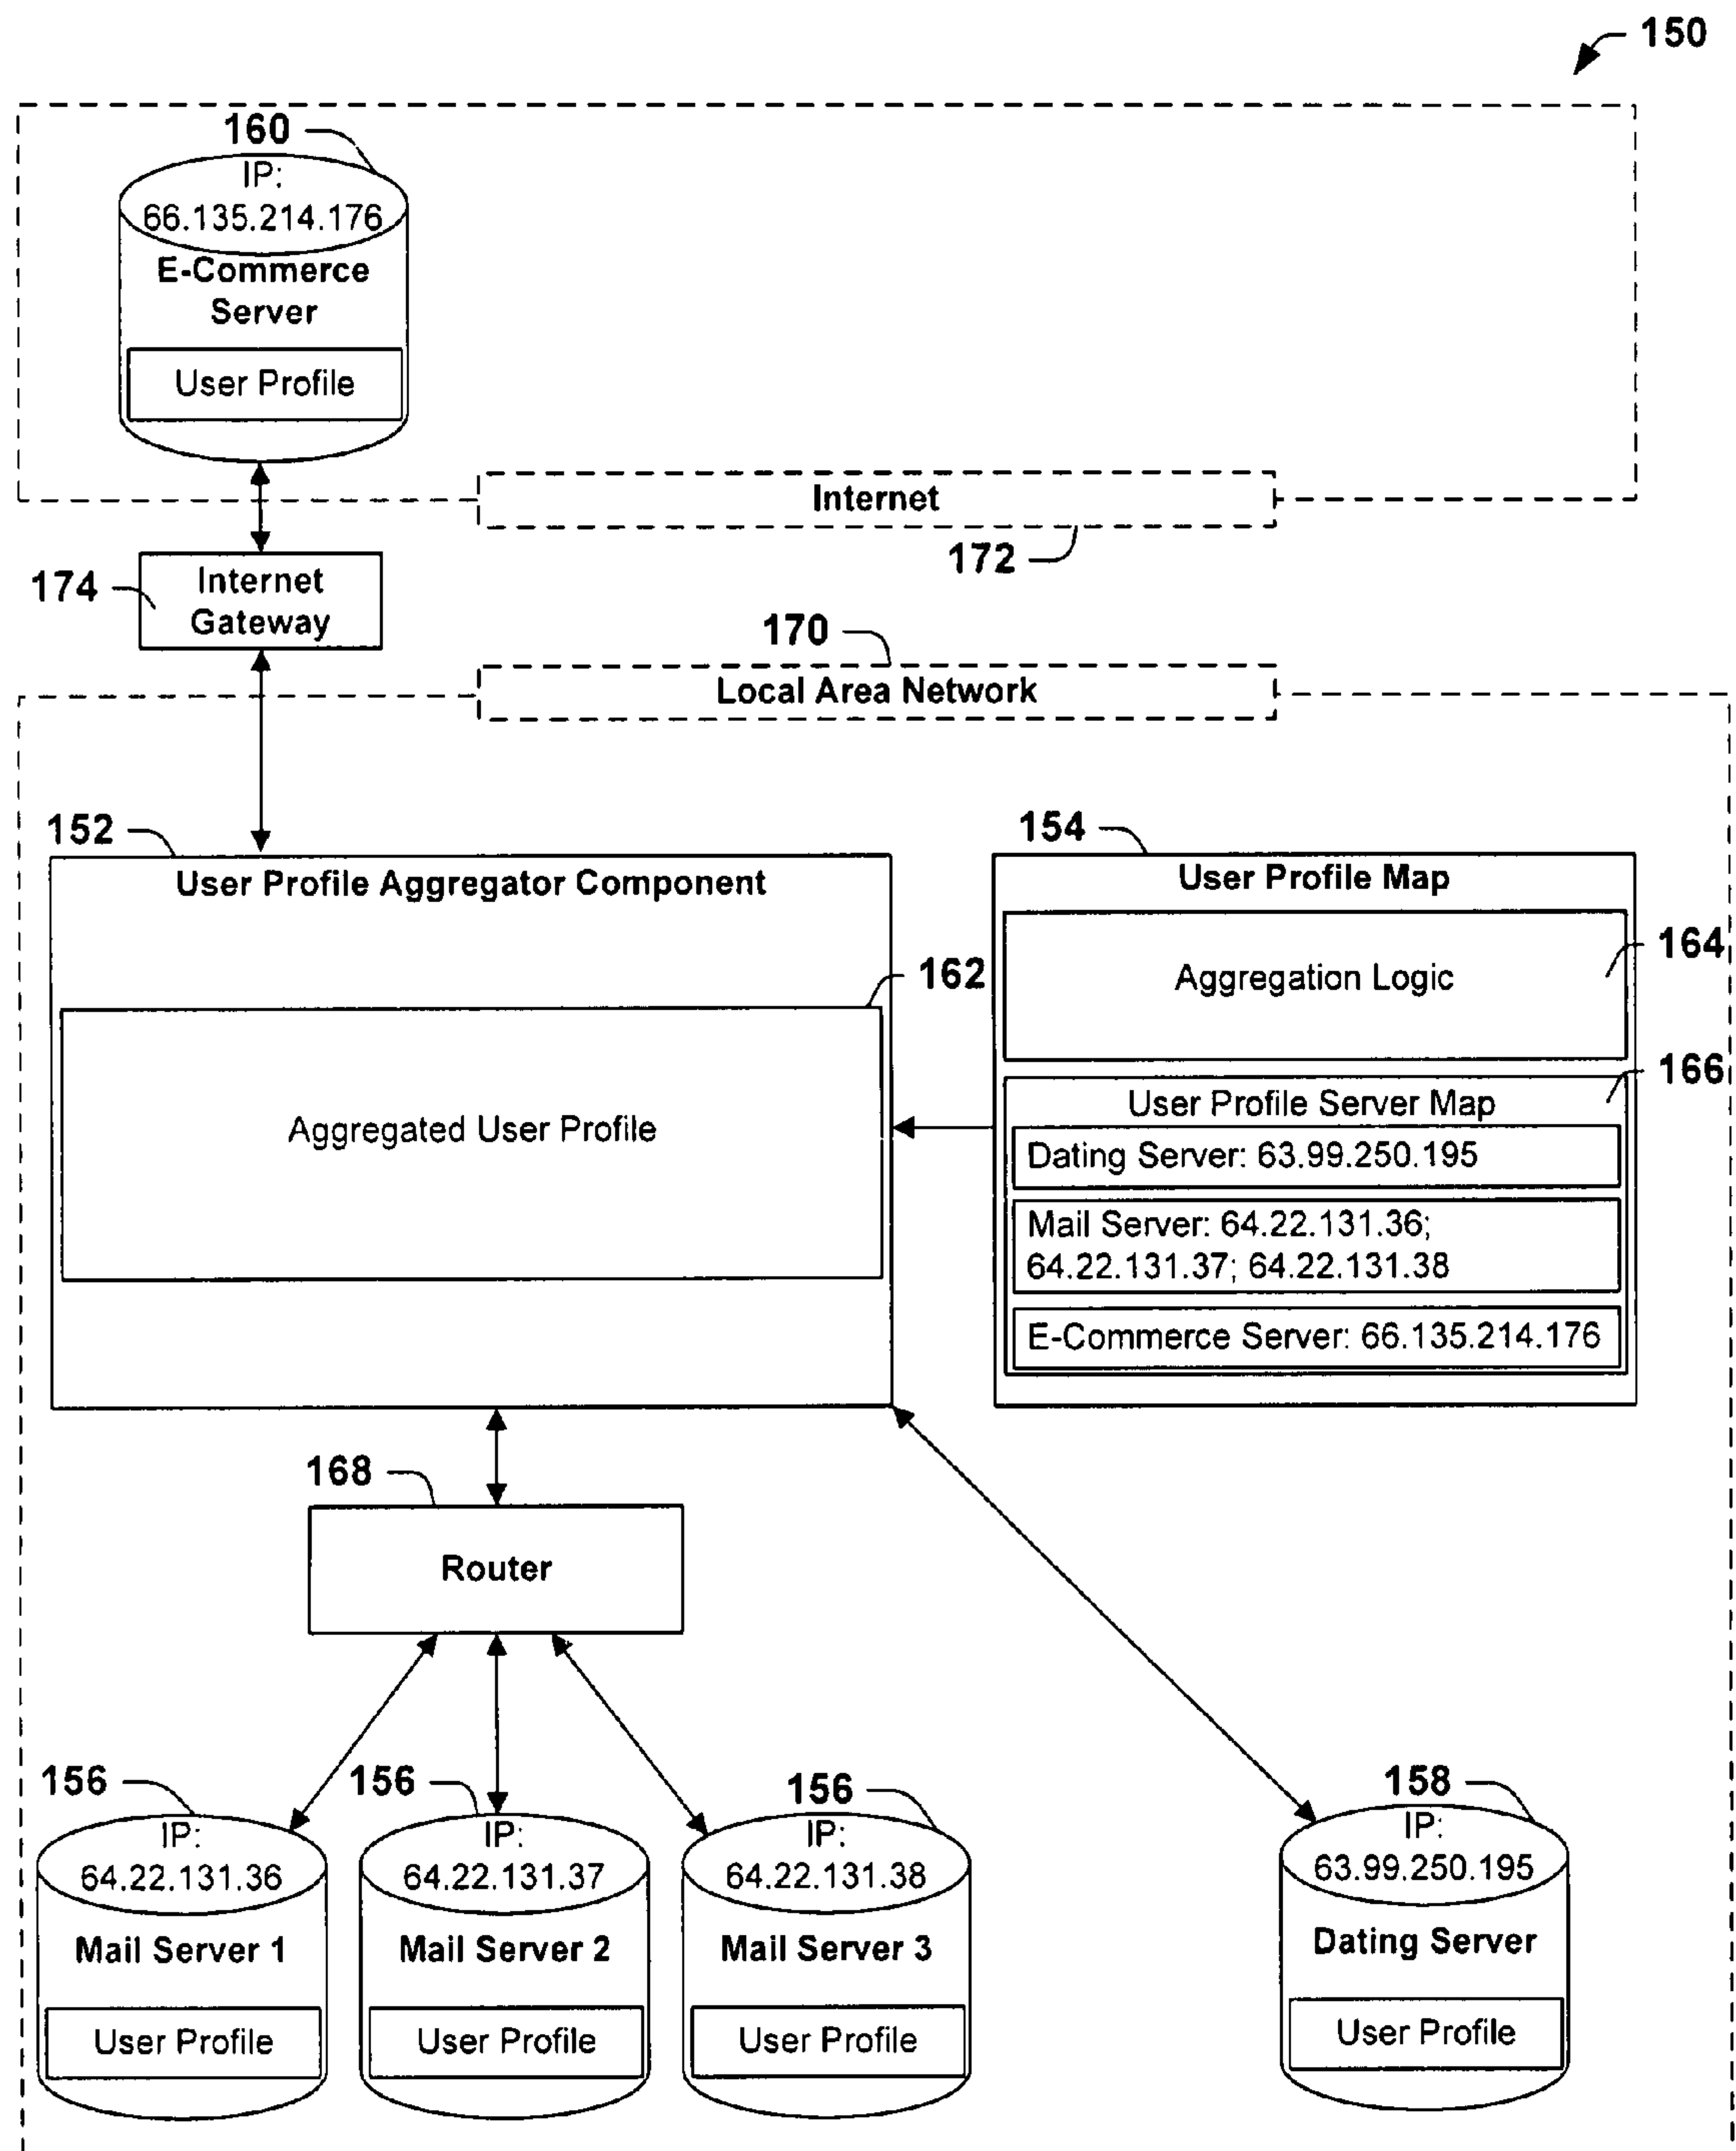 150
160
IP:
66.135.214.176
E-Commerce
Server
User Profile
Internet
172
174
Internet
Gateway
170
Local Area Network
152
User Profile Aggregator Component
162
Aggregated User Profile
154
User Profile Map
Aggregation Logic
164
166
User Profile Server Map
Dating Server: 63.99.250.195
Mail Server: 64.22.131.36;
64.22.131.37; 64.22.131.38
E-Commerce Server: 66.135.214.176
168
Router
156
IP:
64.22.131.36
Mail Server 1
User Profile
156
IP:
64.22.131.37
Mail Server 2
User Profile
156
IP:
64.22.131.38
Mail Server 3
User Profile
158
IP:
63.99.250.195
Dating Server
User Profile